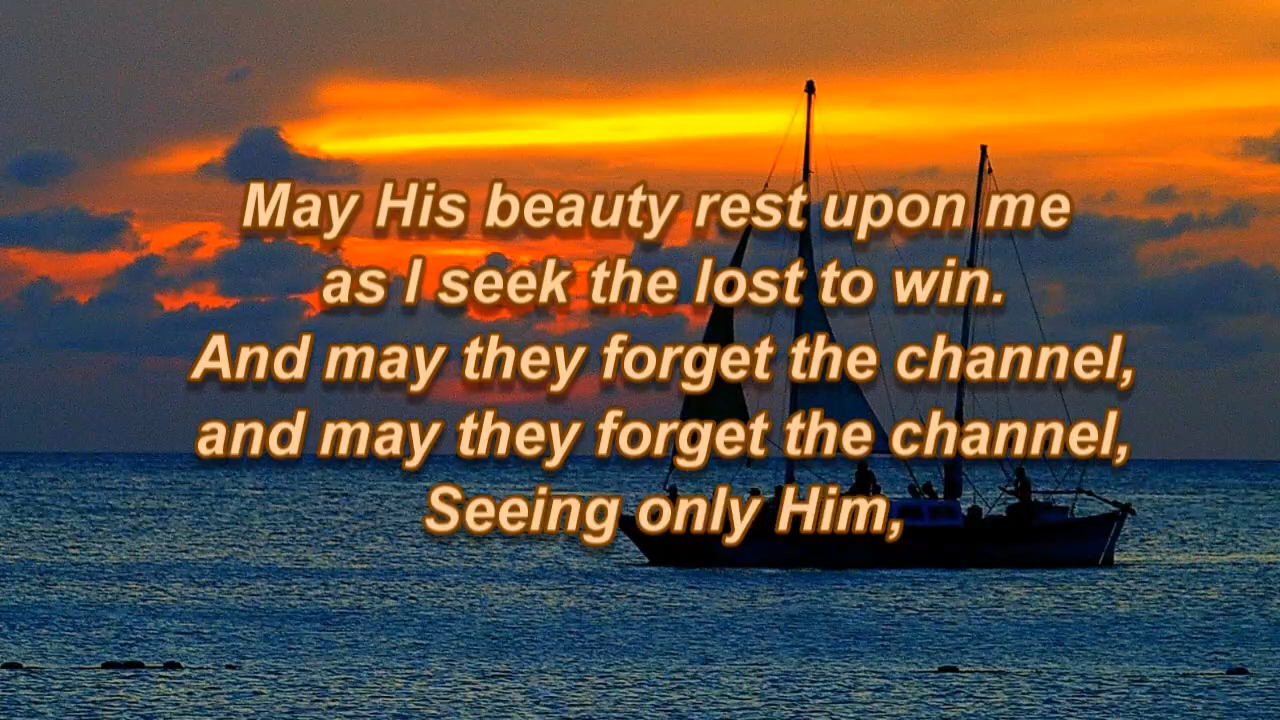 May His beauty rest upon me
as I seek the lost to win.
And may they forget the channel,
and may they forget the channel,
Seeing only Him,